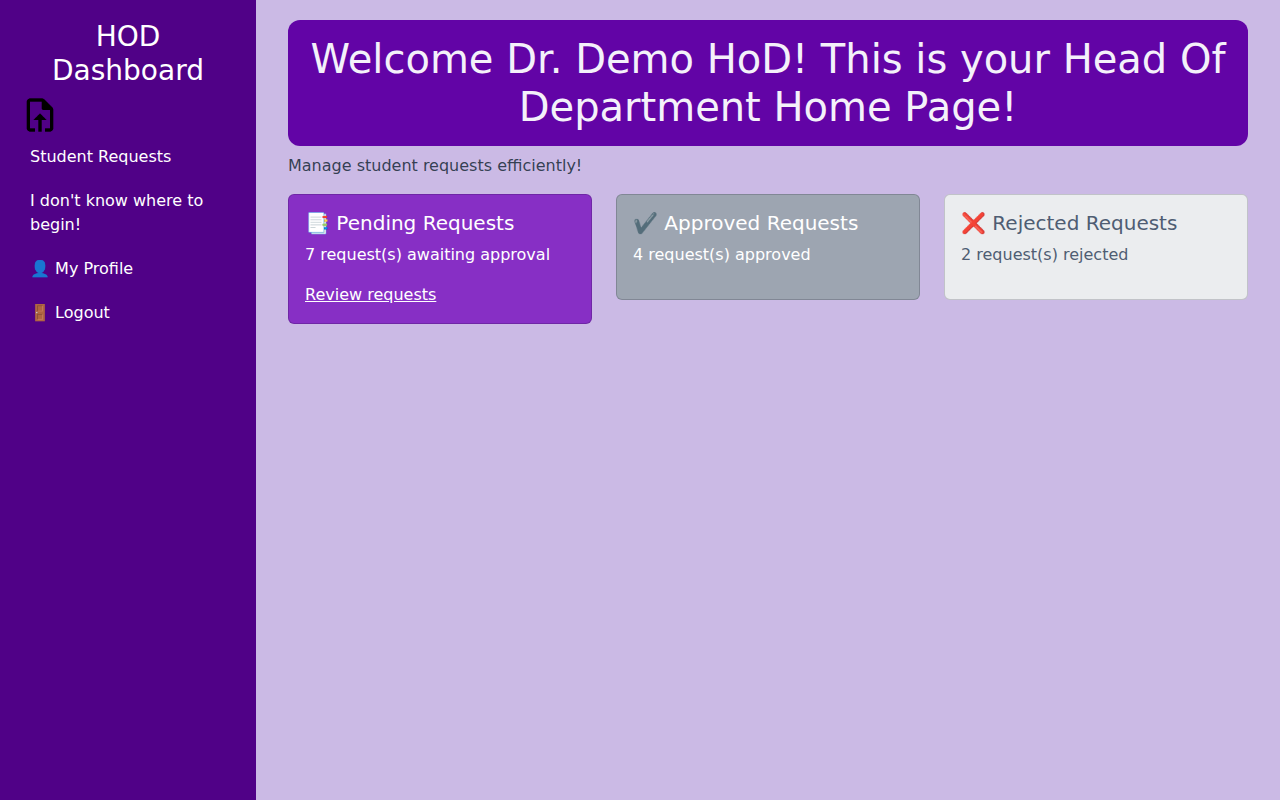 HOD
Dashboard
Student Requests
I don't know where to
begin!
👤 My Profile
🚪 Logout
Welcome Dr. Demo HoD! This is your Head Of
Department Home Page!
Manage student requests efficiently!
📑 Pending Requests
7 request(s) awaiting approval
Review requests
✔️ Approved Requests
4 request(s) approved
❌ Rejected Requests
2 request(s) rejected